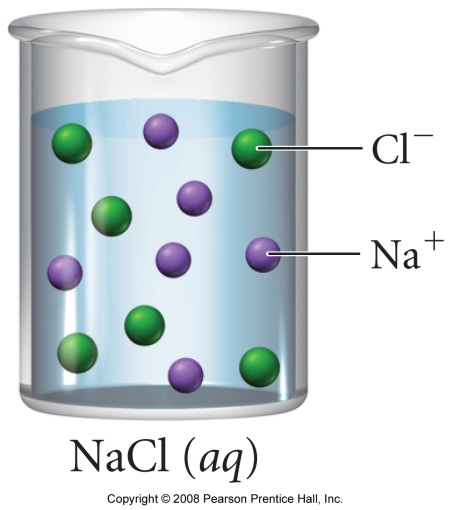 Cl⁻
Na⁺
NaCl (aq)
Copyright © 2008 Pearson Prentice Hall, Inc.